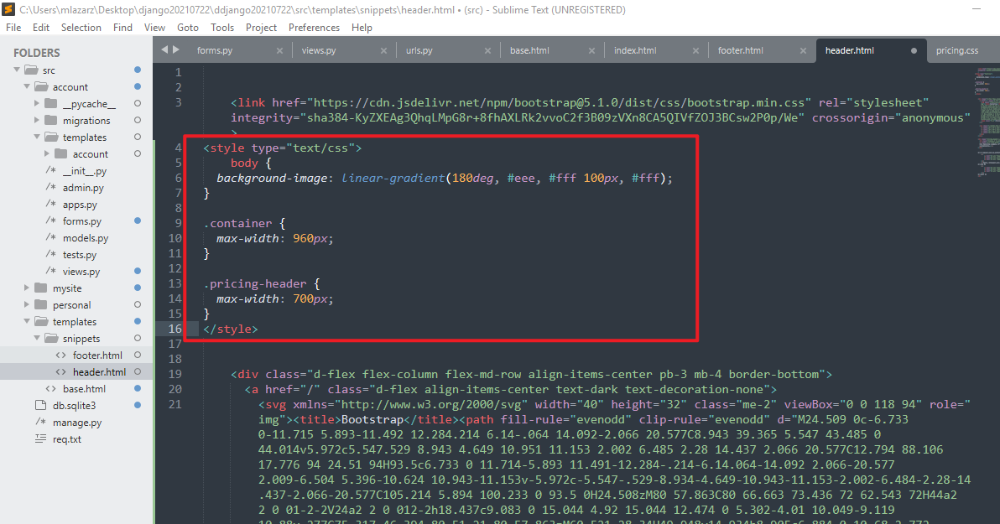 C:\Users\mlazarz\Desktop\django20210722\ddjango20210722\src\templates\snippets\header.html • (src) - Sublime Text (UNREGISTERED)
File Edit Selection Find View Goto Tools Project Preferences Help
FOLDERS
src
account
__pycache__
migrations
templates
account
/* __init__.py
/* admin.py
/* apps.py
/* forms.py
/* models.py
/* tests.py
/* views.py
mysite
personal
templates
snippets
<> footer.html
<> header.html
<> base.html
db.sqlite3
/* manage.py
req.txt
forms.py × views.py × urls.py × base.html × index.html × footer.html × header.html ● pricing.css
1
2
3 <link href="https://cdn.jsdelivr.net/npm/bootstrap@5.1.0/dist/css/bootstrap.min.css" rel="stylesheet"
integrity="sha384-KyZXEAg3QhqLMpG8r+8fhAXLRk2vvoC2f3B09zVXn8CA5QIVfZOJ3BCsw2P0p/We" crossorigin="anonymous"
>
4 <style type="text/css">
5 body {
6 background-image: linear-gradient(180deg, #eee, #fff 100px, #fff);
7 }
8
9 .container {
10 max-width: 960px;
11 }
12
13 .pricing-header {
14 max-width: 700px;
15 }
16 </style>
17
18
19 <div class="d-flex flex-column flex-md-row align-items-center pb-3 mb-4 border-bottom">
20 <a href="/" class="d-flex align-items-center text-dark text-decoration-none">
21 <svg xmlns="http://www.w3.org/2000/svg" width="40" height="32" class="me-2" viewBox="0 0 118 94" role="
img"><title>Bootstrap</title><path fill-rule="evenodd" clip-rule="evenodd" d="M24.509 0c-6.733
0-11.715 5.893-11.492 12.284.214 6.14-.064 14.092-2.066 20.577C8.943 39.365 5.547 43.485 0
44.014v5.972c5.547.529 8.943 4.649 10.951 11.153 2.002 6.485 2.28 14.437 2.066 20.577C12.794 88.106
17.776 94 24.51 94H93.5c6.733 0 11.714-5.893 11.491-12.284-.214-6.14.064-14.092 2.066-20.577
2.009-6.504 5.396-10.624 10.943-11.153v-5.972c-5.547-.529-8.934-4.649-10.943-11.153-2.002-6.484-2.28-14
.437-2.066-20.577C105.214 5.894 100.233 0 93.5 0H24.508zM80 57.863C80 66.663 73.436 72 62.543 72H44a2
2 0 01-2-2V24a2 2 0 012-2h18.437c9.083 0 15.044 4.92 15.044 12.474 0 5.302-4.01 10.049-9.119